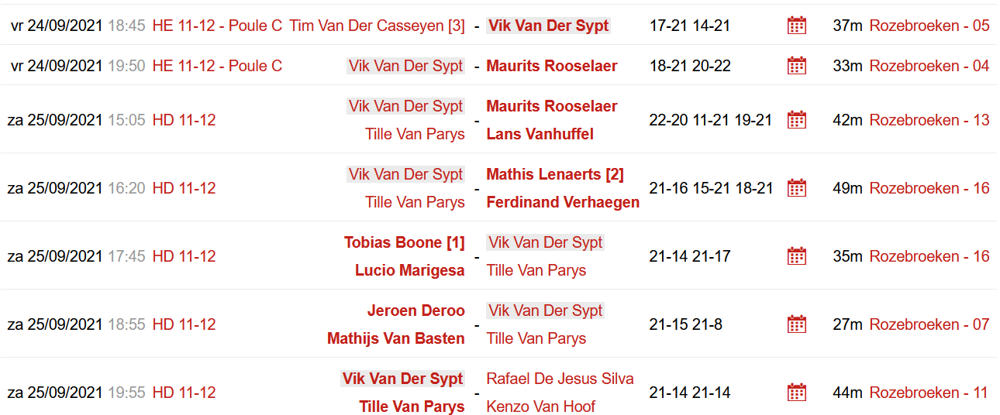 vr 24/09/2021 18:45 HE 11-12 - Poule C Tim Van Der Casseyen [3] - Vik Van Der Sypt 17-21 14-21 37m Rozebroeken - 05
vr 24/09/2021 19:50 HE 11-12 - Poule C Vik Van Der Sypt - Maurits Rooselaer 18-21 20-22 33m Rozebroeken - 04
Vik Van Der Sypt Maurits Rooselaer
za 25/09/2021 15:05 HD 11-12 - 22-20 11-21 19-21 42m Rozebroeken - 13
Tille Van Parys Lans Vanhuffel
Vik Van Der Sypt Mathis Lenaerts [2]
za 25/09/2021 16:20 HD 11-12 - 21-16 15-21 18-21 49m Rozebroeken - 16
Tille Van Parys Ferdinand Verhaegen
Tobias Boone [1] Vik Van Der Sypt
za 25/09/2021 17:45 HD 11-12 - 21-14 21-17 35m Rozebroeken - 16
Lucio Marigesa Tille Van Parys
Jeroen Deroo Vik Van Der Sypt
za 25/09/2021 18:55 HD 11-12 - 21-15 21-8 27m Rozebroeken - 07
Mathijs Van Basten Tille Van Parys
Vik Van Der Sypt Rafael De Jesus Silva
za 25/09/2021 19:55 HD 11-12 - 21-14 21-14 44m Rozebroeken - 11
Tille Van Parys Kenzo Van Hoof